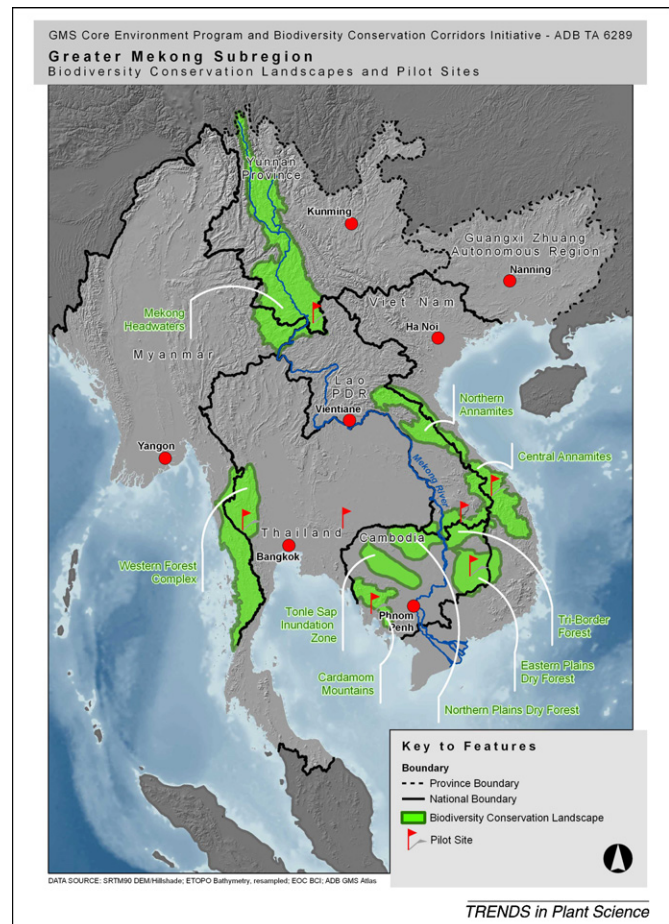 GMS Core Environment Program and Biodiversity Conservation Corridors Initiative - ADB TA 6289
Greater Mekong Subregion
Biodiversity Conservation Landscapes and Pilot Sites
Yunnan
Province
Kunming
Guangxi Zhuang
Autonomous Region
Nanning
Mekong
Headwaters
Viet Nam
Ha Noi
Myanmar
Lao
PDR
Vientiane
Northern
Annamites
Yangon
Central Annamites
Mekong River
Thailand
Cambodia
Bangkok
Western Forest
Complex
Tonle Sap
Inundation
Zone
Phnom
Penh
Tri-Border
Forest
Cardamom
Mountains
Eastern Plains
Dry Forest
Northern Plains Dry Forest
Key to Features
Boundary
Province Boundary
National Boundary
Biodiversity Conservation Landscape
Pilot Site
DATA SOURCE: SRTM90 DEM/Hillshade; ETOPO Bathymetry, resampled; EOC BCI; ADB GMS Atlas
TRENDS in Plant Science